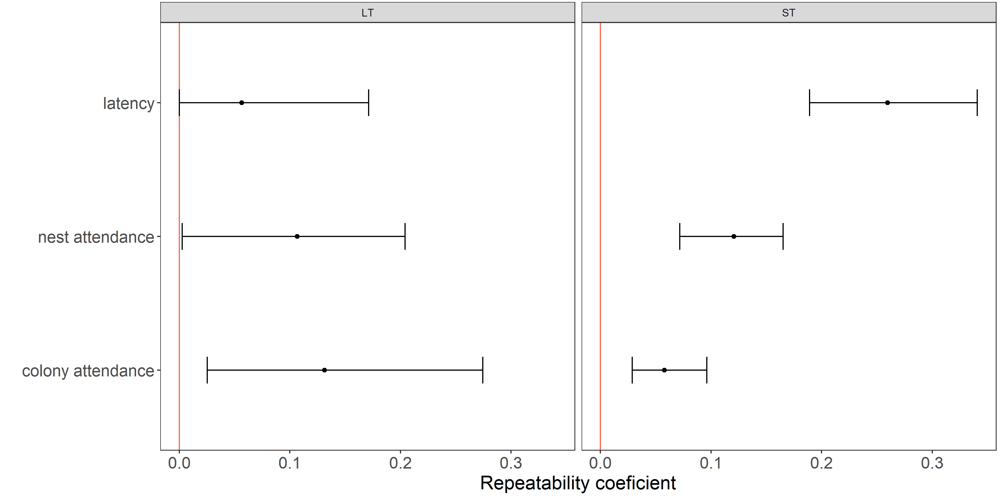 LT
ST
latency
nest attendance
colony attendance
0.0 0.1 0.2 0.3
0.0 0.1 0.2 0.3
Repeatability coeficient